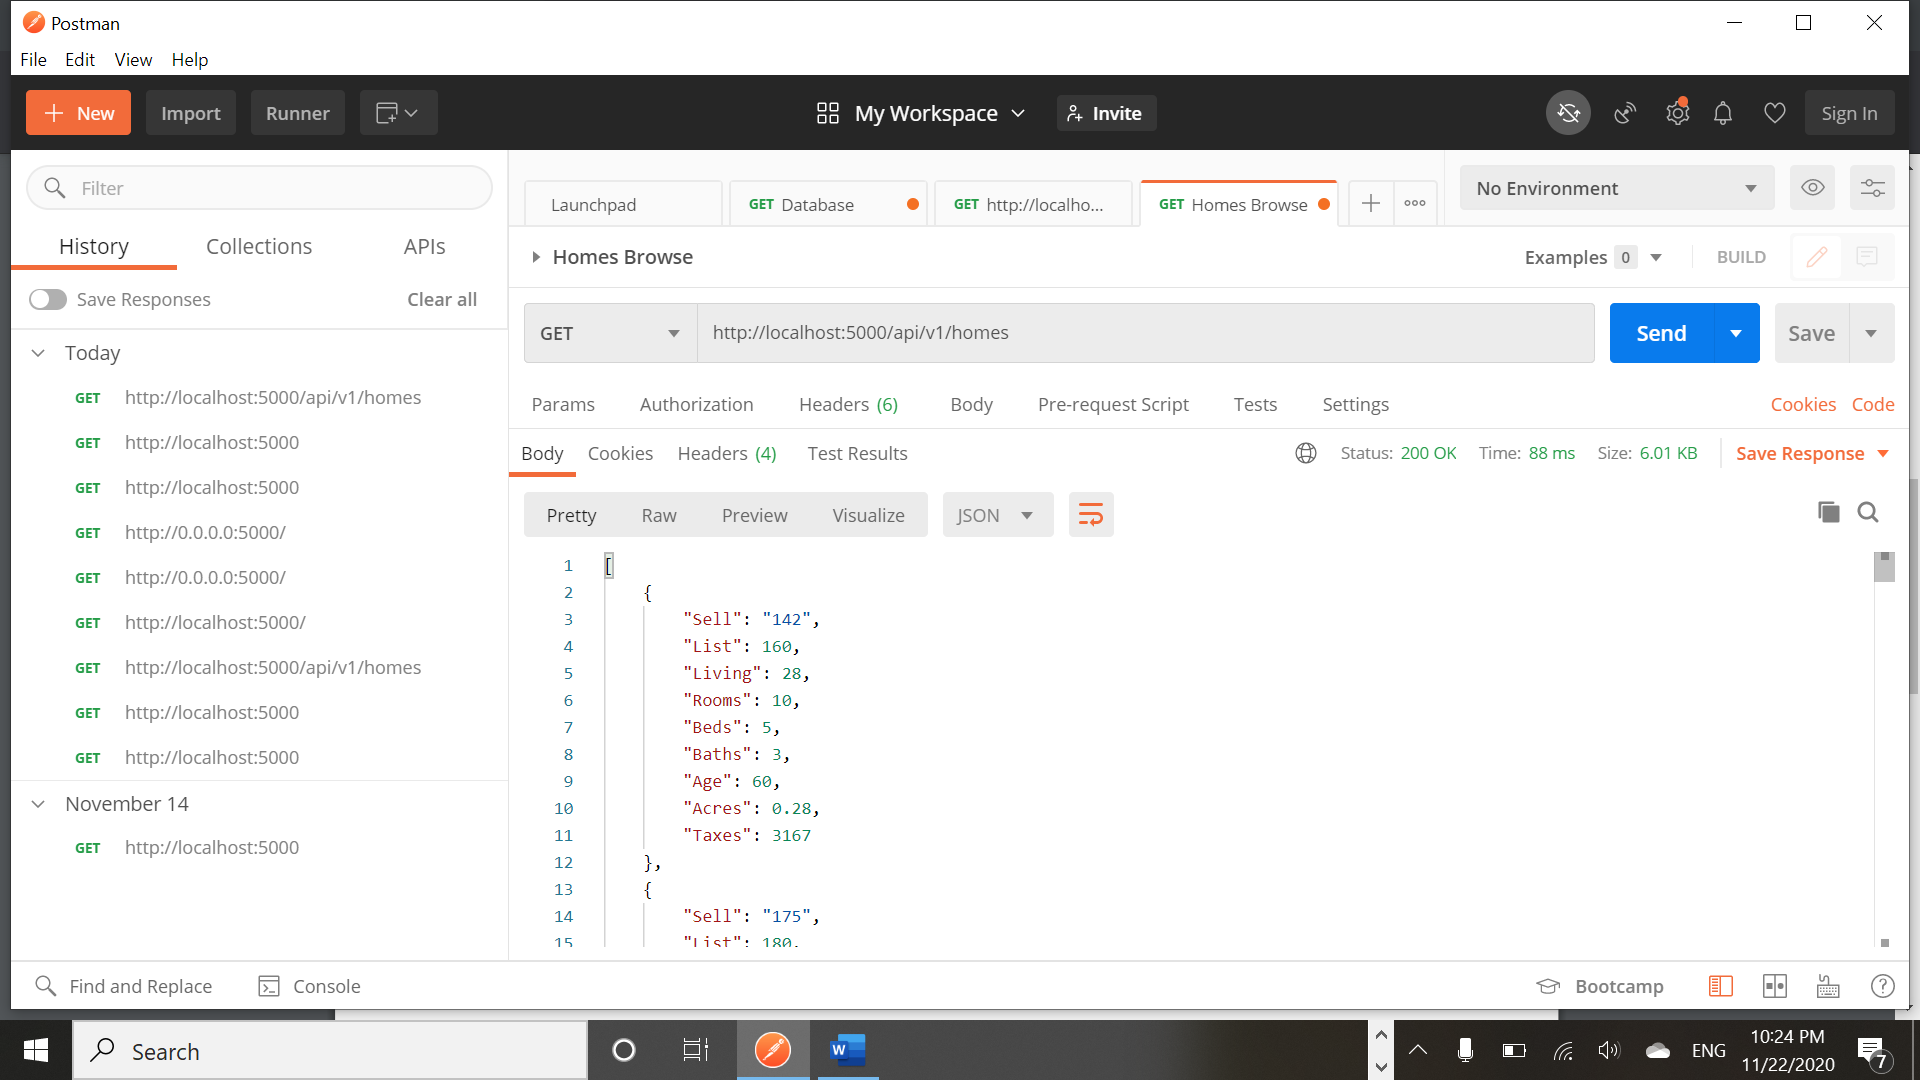 Postman
File Edit View Help
New Import Runner My Workspace Invite Sign In
Filter
History Collections APIs
Save Responses Clear all
Today
GET http://localhost:5000/api/v1/homes
GET http://localhost:5000
GET http://localhost:5000
GET http://0.0.0.0:5000/
GET http://0.0.0.0:5000/
GET http://localhost:5000/
GET http://localhost:5000/api/v1/homes
GET http://localhost:5000
GET http://localhost:5000
November 14
GET http://localhost:5000
Launchpad GET Database GET http://localho... GET Homes Browse No Environment
Homes Browse Examples 0 BUILD
GET http://localhost:5000/api/v1/homes Send Save
Params Authorization Headers (6) Body Pre-request Script Tests Settings Cookies Code
Body Cookies Headers (4) Test Results Status: 200 OK Time: 88 ms Size: 6.01 KB Save Response
Pretty Raw Preview Visualize JSON
1 [
2 {
3 "Sell": "142",
4 "List": 160,
5 "Living": 28,
6 "Rooms": 10,
7 "Beds": 5,
8 "Baths": 3,
9 "Age": 60,
10 "Acres": 0.28,
11 "Taxes": 3167
12 },
13 {
14 "Sell": "175",
15 "List": 180,
Find and Replace Console Bootcamp
Search W ENG 10:24 PM
11/22/2020 7